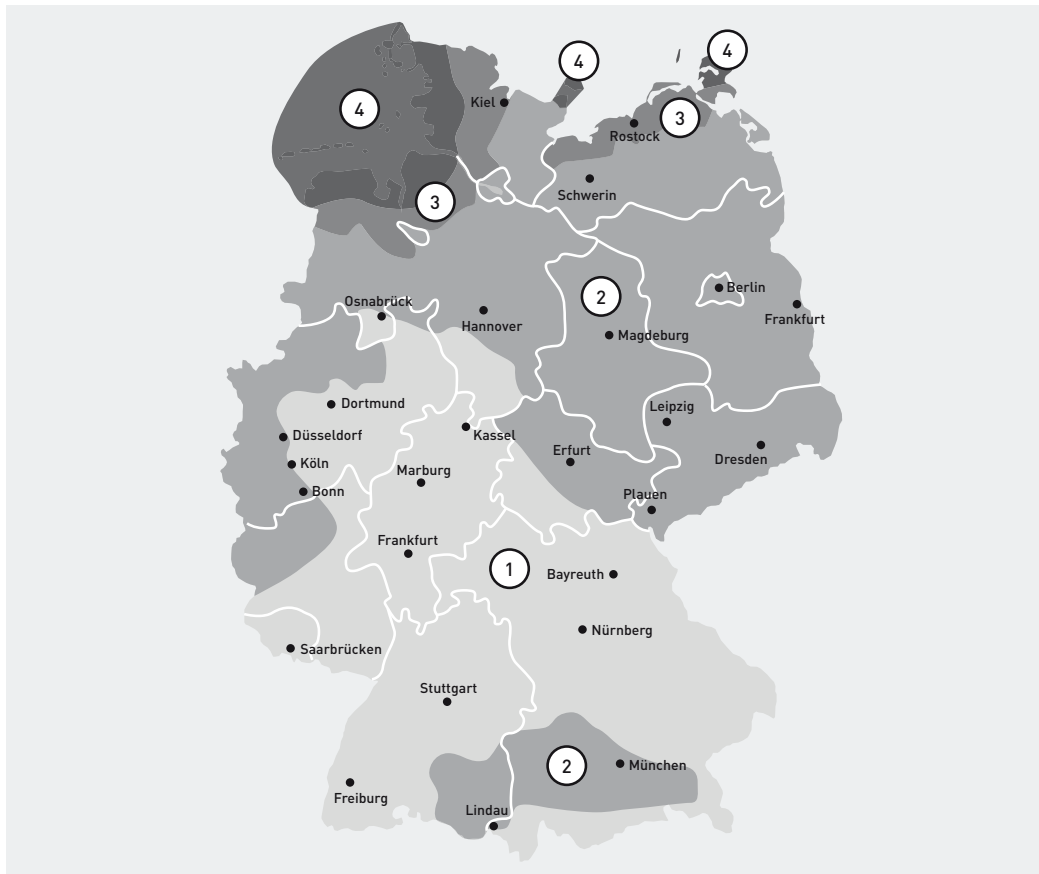 4
4
4
Kiel
3
Rostock
Schwerin
3
2
Berlin
Osnabrück
Frankfurt
Hannover
Magdeburg
Dortmund
Leipzig
Düsseldorf
Kassel
Erfurt
Dresden
Köln
Marburg
Bonn
Plauen
Frankfurt
1
Bayreuth
Nürnberg
Saarbrücken
Stuttgart
2
München
Freiburg
Lindau